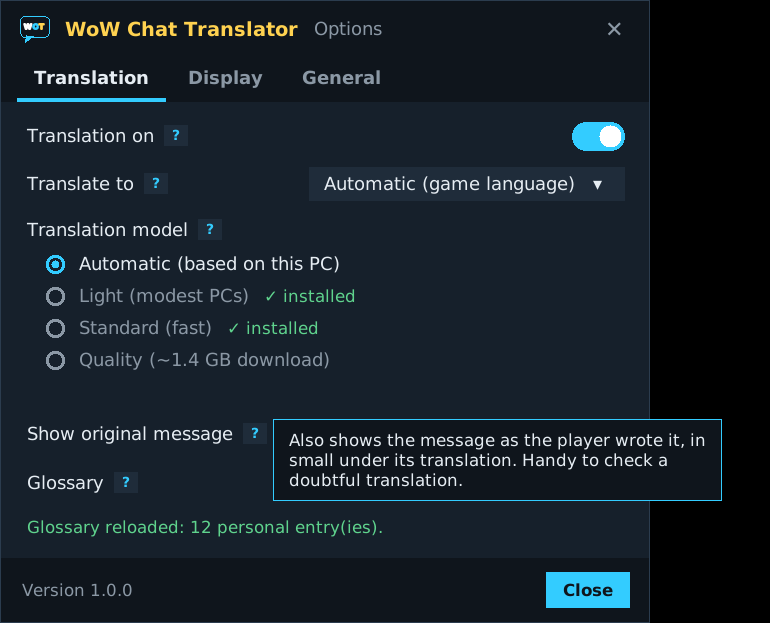 WOT WoW Chat Translator Options ✕
Translation Display General
Translation on ?
Translate to ? Automatic (game language) ▼
Translation model ?
Automatic (based on this PC)
Light (modest PCs) ✓ installed
Standard (fast) ✓ installed
Quality (~1.4 GB download)
Show original message ?
Also shows the message as the player wrote it, in
small under its translation. Handy to check a
doubtful translation.
Glossary ?
Glossary reloaded: 12 personal entry(ies).
Version 1.0.0 Close